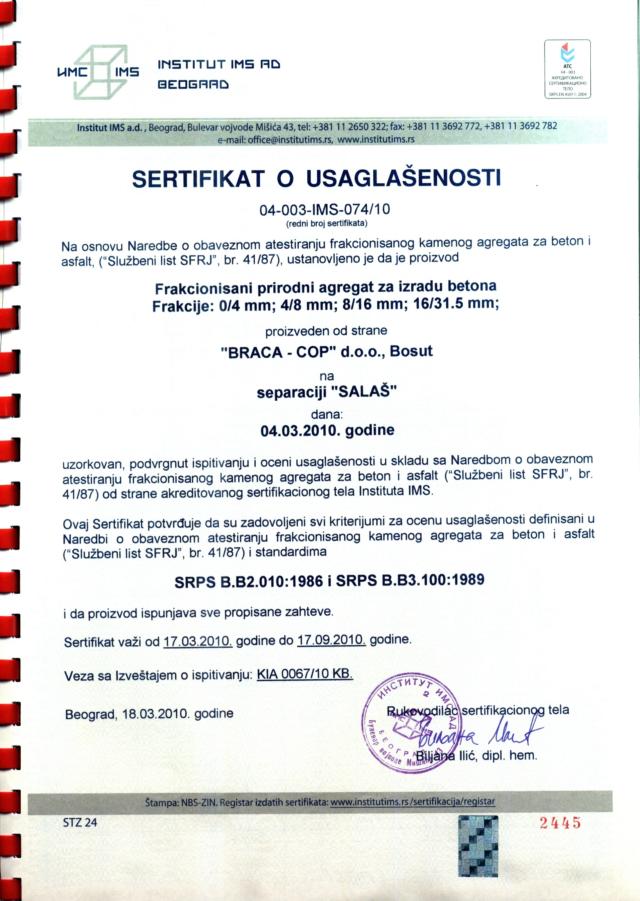 ИМС IMS
INSTITUT IMS AD
BEOGRAD
АТС
АКРЕДИТОВАНО
СЕРТИФИКАЦИОНО
ТЕЛО
Institut IMS a.d. , Beograd, Bulevar vojvode Mišića 43, tel: +381 11 2650 322; fax: +381 11 3692 772, +381 11 3692 782
e-mail: office@institutims.rs, www.institutims.rs
SERTIFIKAT O USAGLAŠENOSTI
04-003-IMS-074/10
(redni broj sertifikata)
Na osnovu Naredbe o obaveznom atestiranju frakcionisanog kamenog agregata za beton i
asfalt, ("Službeni list SFRJ", br. 41/87), ustanovljeno je da je proizvod
Frakcionisani prirodni agregat za izradu betona
Frakcije: 0/4 mm; 4/8 mm; 8/16 mm; 16/31.5 mm;
proizveden od strane
"BRACA - COP" d.o.o., Bosut
na
separaciji "SALAŠ"
dana:
04.03.2010. godine
uzorkovan, podvrgnut ispitivanju i oceni usaglašenosti u skladu sa Naredbom o obaveznom
atestiranju frakcionisanog kamenog agregata za beton i asfalt ("Službeni list SFRJ", br.
41/87) od strane akreditovanog sertifikacionog tela Instituta IMS.
Ovaj Sertifikat potvrđuje da su zadovoljeni svi kriterijumi za ocenu usaglašenosti definisani u
Naredbi o obaveznom atestiranju frakcionisanog kamenog agregata za beton i asfalt
("Službeni list SFRJ", br. 41/87) i standardima
SRPS B.B2.010:1986 i SRPS B.B3.100:1989
i da proizvod ispunjava sve propisane zahteve.
Sertifikat važi od 17.03.2010. godine do 17.09.2010. godine.
Veza sa Izveštajem o ispitivanju: KIA 0067/10 KB.
Beograd, 18.03.2010. godine
Rukovodilac sertifikacionog tela
Biljana Ilić, dipl. hem.
ИНСТИТУТ ИМС
БЕОГРАД
Štampa: NBS-ZIN. Registar izdatih sertifikata: www.institutims.rs/sertifikacija/registar
STZ 24
2445